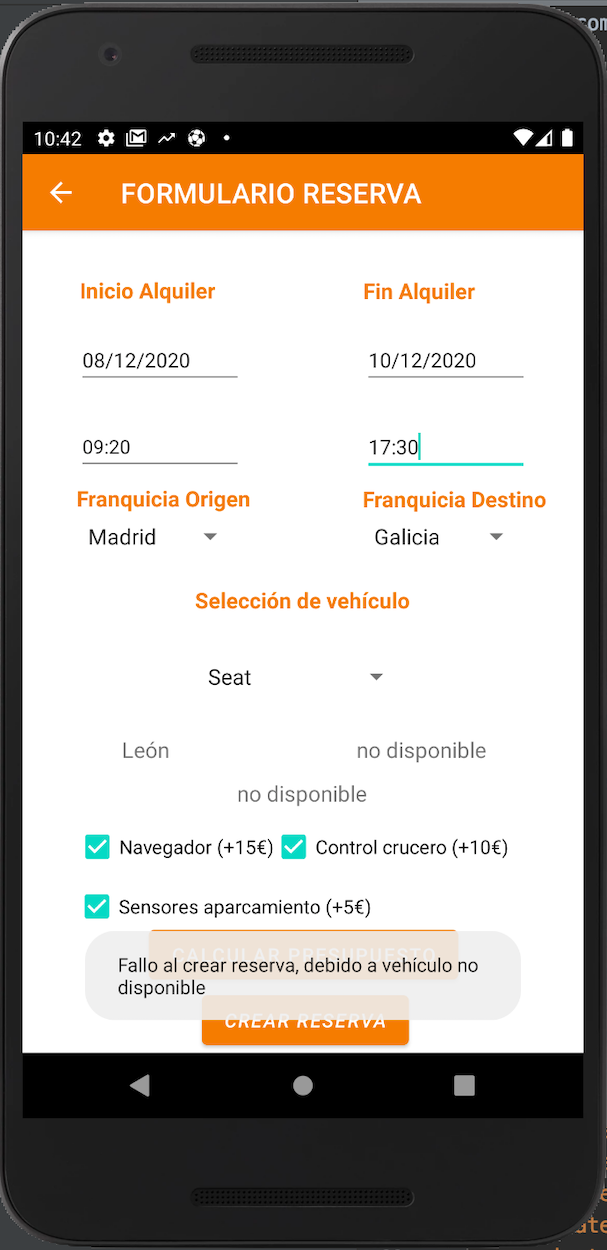 10:42
FORMULARIO RESERVA
Inicio Alquiler Fin Alquiler
08/12/2020 10/12/2020
09:20 17:30
Franquicia Origen Franquicia Destino
Madrid Galicia
Selección de vehículo
Seat
León no disponible
no disponible
Navegador (+15€) Control crucero (+10€)
Sensores aparcamiento (+5€)
CALCULAR PRESUPUESTO
Fallo al crear reserva, debido a vehículo no
disponible
CREAR RESERVA